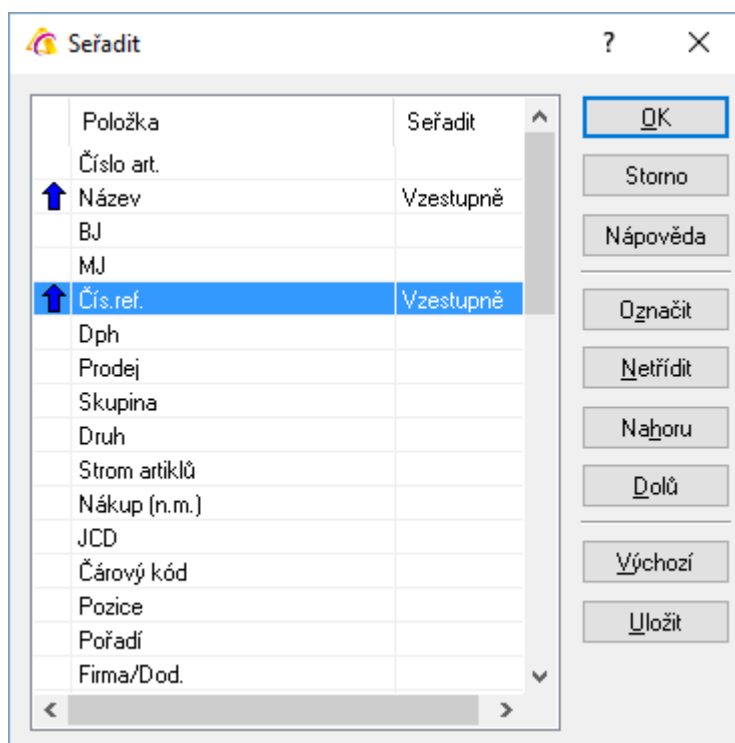 Seřadit
Položka Seřadit
Číslo art.
Název Vzestupně
BJ
MJ
Čís.ref. Vzestupně
Dph
Prodej
Skupina
Druh
Strom artiklů
Nákup (n.m.)
JCD
Čárový kód
Pozice
Pořadí
Firma/Dod.
OK
Storno
Nápověda
Označit
Netřídit
Nahoru
Dolů
Výchozí
Uložit